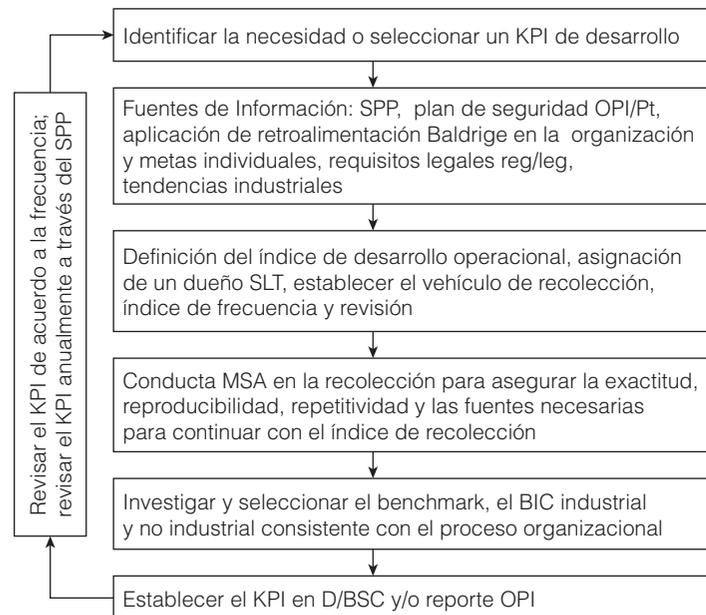 Identificar la necesidad o seleccionar un KPI de desarrollo
Fuentes de Información: SPP, plan de seguridad OPI/Pt,
aplicación de retroalimentación Baldrige en la organización
y metas individuales, requisitos legales reg/leg,
tendencias industriales
Definición del índice de desarrollo operacional, asignación
de un dueño SLT, establecer el vehículo de recolección,
índice de frecuencia y revisión
Conducta MSA en la recolección para asegurar la exactitud,
reproducibilidad, repetitividad y las fuentes necesarias
para continuar con el índice de recolección
Investigar y seleccionar el benchmark, el BIC industrial
y no industrial consistente con el proceso organizacional
Establecer el KPI en D/BSC y/o reporte OPI
Revisar el KPI de acuerdo a la frecuencia;
revisar el KPI anualmente a través del SPP